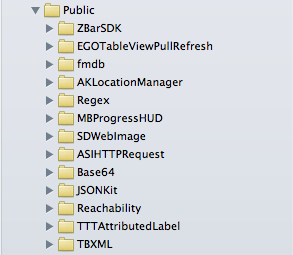 Public
ZBarSDK
EGOTableViewPullRefresh
fmdb
AKLocationManager
Regex
MBProgressHUD
SDWebImage
ASIHTTPRequest
Base64
JSONKit
Reachability
TTTAttributedLabel
TBXML